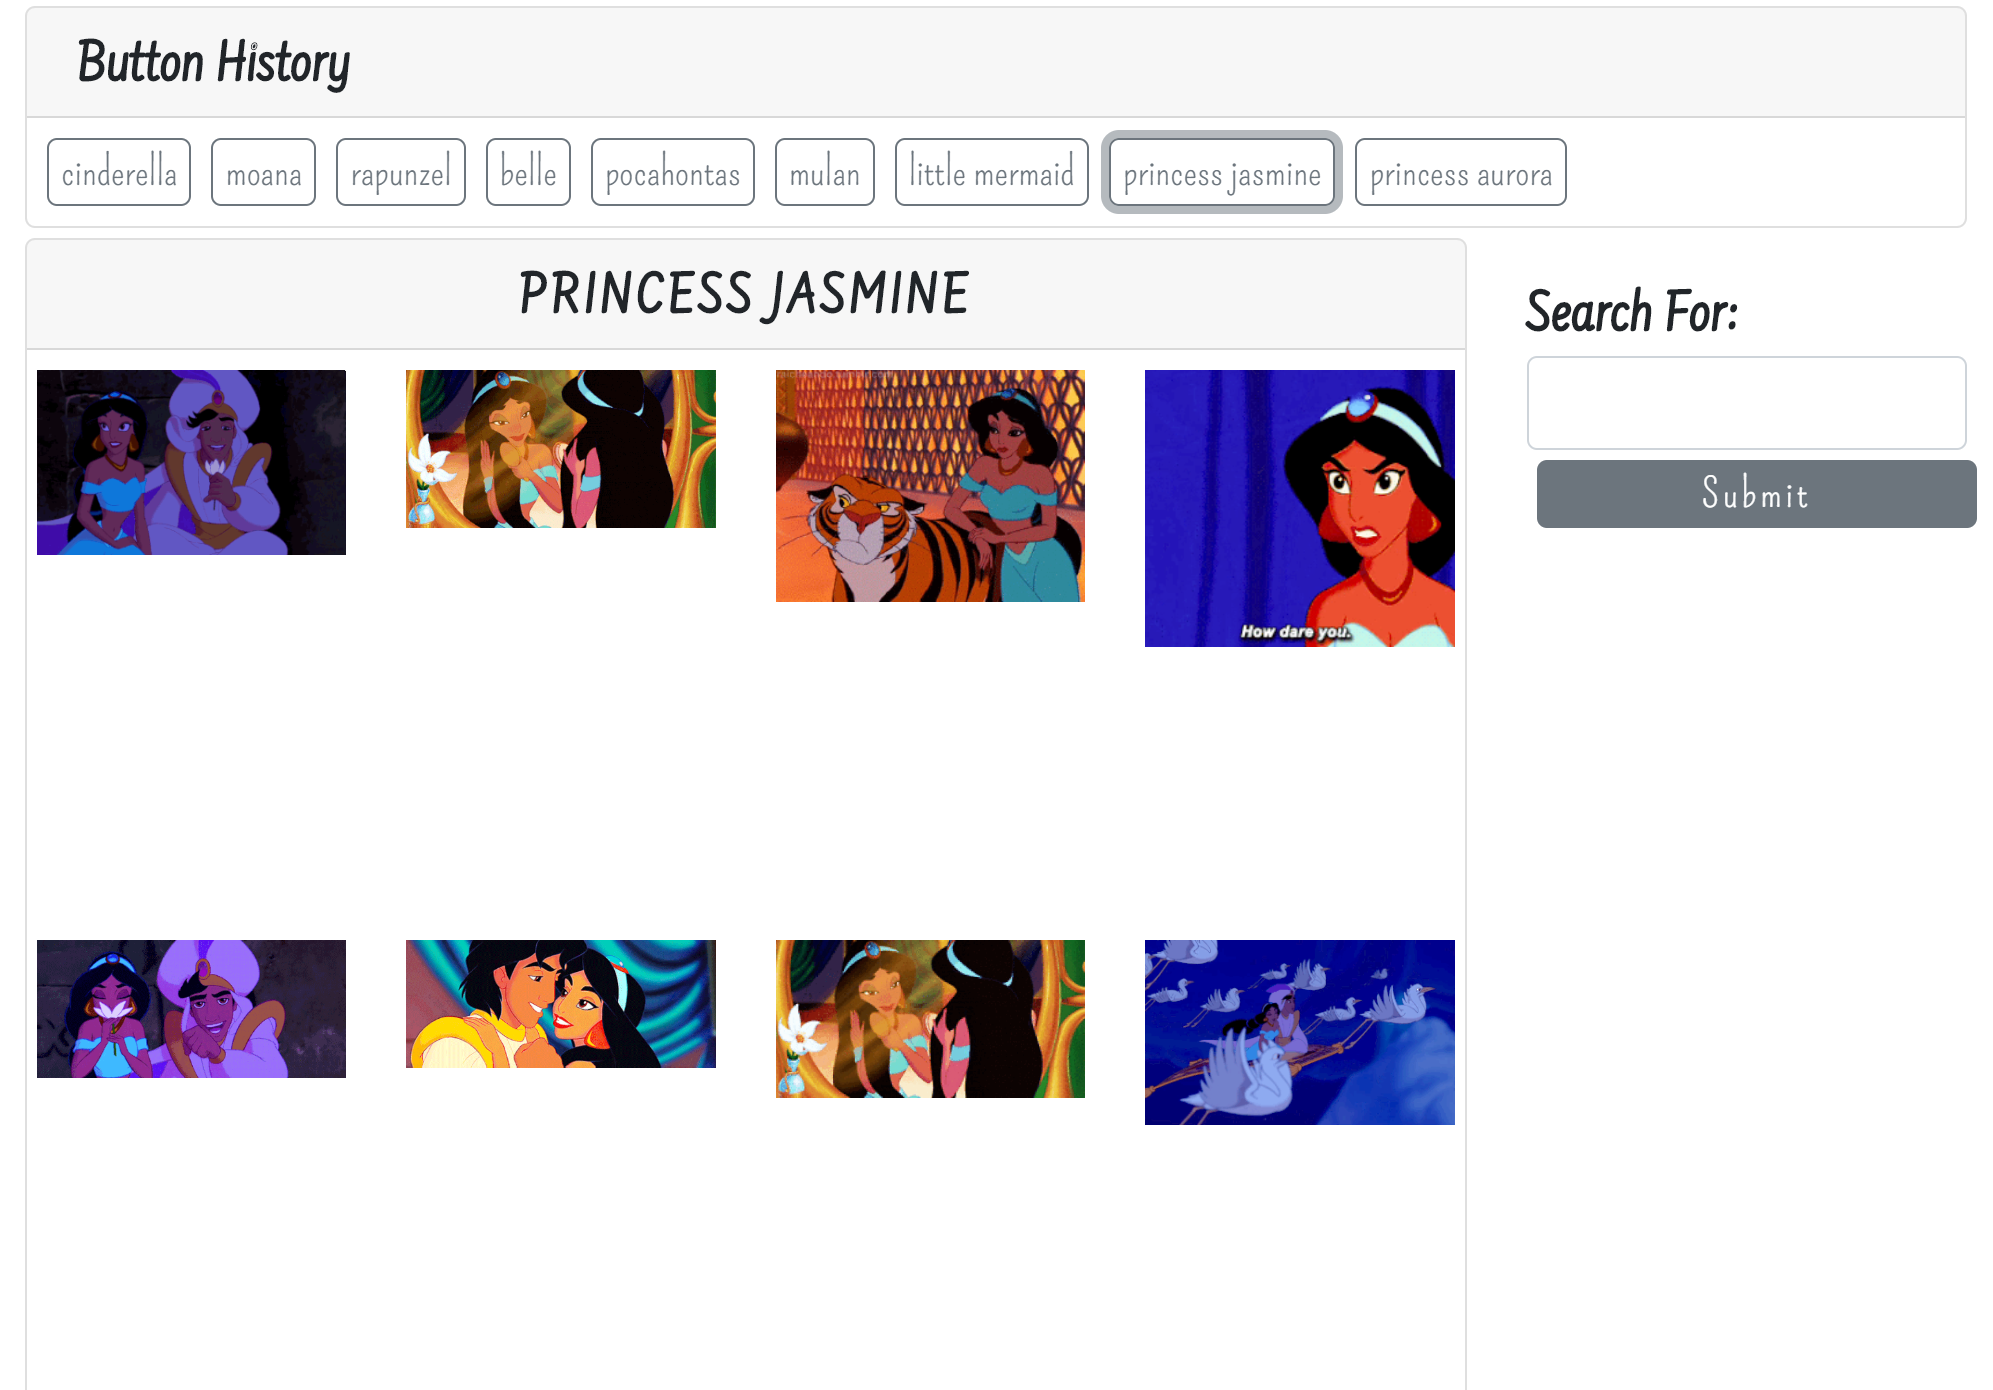 Button History
cinderella moana rapunzel belle pocahontas mulan little mermaid princess jasmine princess aurora
PRINCESS JASMINE
Search For:
How dare you.
Submit